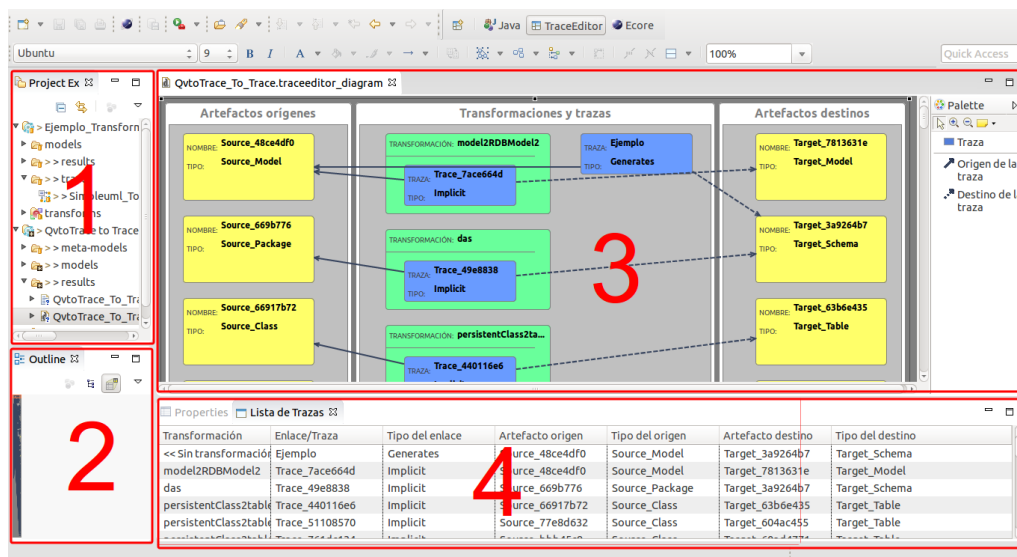 Java TraceEditor Ecore
Ubuntu 9 B I A 100% Quick Access
Project Ex
> Ejemplo_Transforn
models
> > results
> > tra
> > Simpleuml_To
transforms
> QvtoTrace to Trace
> > meta-models
> > models
> > results
QvtoTrace_To_Tra
QvtoTrace_To_Tra
1
Outline
2
QvtoTrace_To_Trace.traceeditor_diagram
Artefactos origenes
Transformaciones y trazas
Artefactos destinos
NOMBRE: Source_48ce4df0
TIPO: Source_Model
TRANSFORMACIÓN: model2RDBModel2
TRAZA: Trace_7ace664d
TIPO: Implicit
TRAZA: Ejemplo
TIPO: Generates
NOMBRE: Target_7813631e
TIPO: Target_Model
NOMBRE: Source_669b776
TIPO: Source_Package
TRANSFORMACIÓN: das
TRAZA: Trace_49e8838
TIPO: Implicit
NOMBRE: Target_3a9264b7
TIPO: Target_Schema
NOMBRE: Source_66917b72
TIPO: Source_Class
TRANSFORMACIÓN: persistentClass2ta...
TRAZA: Trace_440116e6
NOMBRE: Target_63b6e435
TIPO: Target_Table
3
Palette
Traza
Origen de la
traza
Destino de l
traza
Properties Lista de Trazas
Transformación Enlace/Traza Tipo del enlace Artefacto origen Tipo del origen Artefacto destino Tipo del destino
<< Sin transformación Ejemplo Generates Source_48ce4df0 Source_Model Target_3a9264b7 Target_Schema
model2RDBModel2 Trace_7ace664d Implicit Source_48ce4df0 Source_Model Target_7813631e Target_Model
das Trace_49e8838 Implicit Source_669b776 Source_Package Target_3a9264b7 Target_Schema
persistentClass2table Trace_440116e6 Implicit Source_66917b72 Source_Class Target_63b6e435 Target_Table
persistentClass2table Trace_51108570 Implicit Source_77e8d632 Source_Class Target_604ac455 Target_Table
4